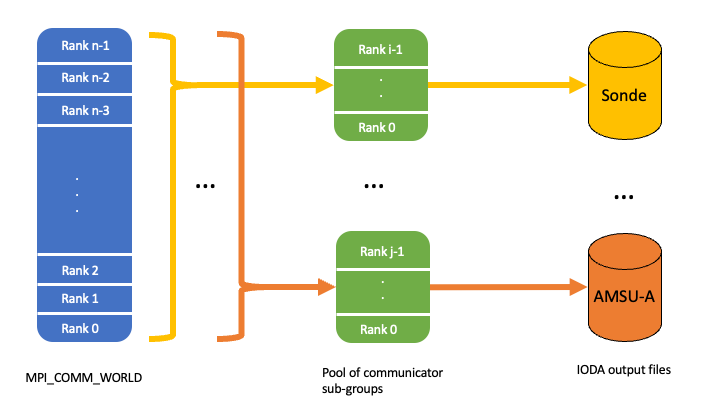 Rank n-1
Rank n-2
Rank n-3
.
.
.
Rank 2
Rank 1
Rank 0
MPI_COMM_WORLD
...
Rank i-1
.
.
Rank 0
...
Rank j-1
.
.
Rank 0
Pool of communicator
sub-groups
Sonde
...
AMSU-A
IODA output files